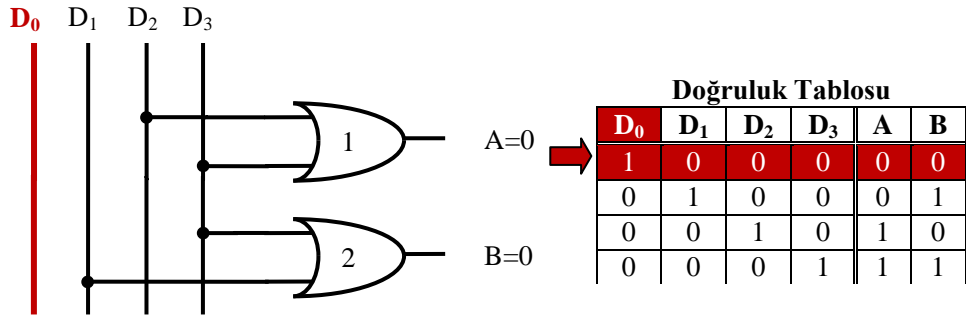 D₀ D₁ D₂ D₃
1
A=0
2
B=0
Doğruluk Tablosu
D₀ D₁ D₂ D₃ A B
1 0 0 0 0 0
0 1 0 0 0 1
0 0 1 0 1 0
0 0 0 1 1 1